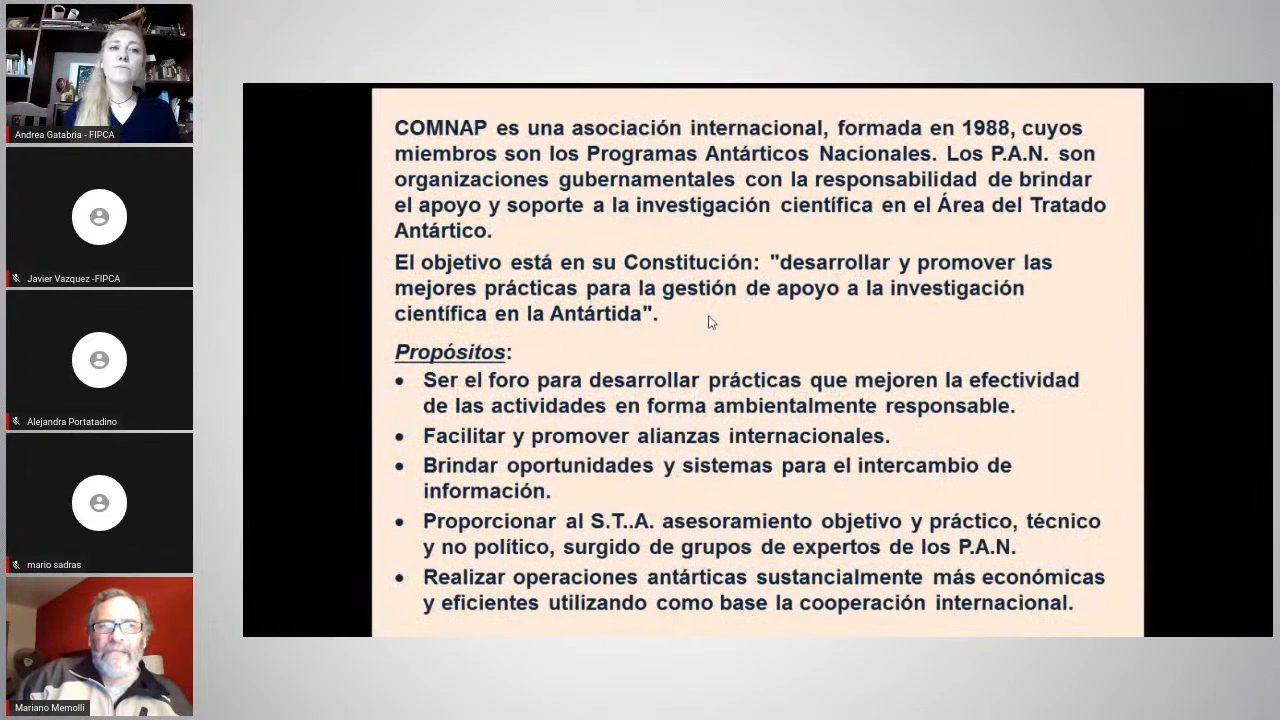 Andrea Gatabria - FIPCA
Javier Vazquez -FIPCA
Alejandra Portatadino
mario sadras
Mariano Memolli
COMNAP es una asociación internacional, formada en 1988, cuyos
miembros son los Programas Antárticos Nacionales. Los P.A.N. son
organizaciones gubernamentales con la responsabilidad de brindar
el apoyo y soporte a la investigación científica en el Área del Tratado
Antártico.
El objetivo está en su Constitución: "desarrollar y promover las
mejores prácticas para la gestión de apoyo a la investigación
científica en la Antártida".
Propósitos:
• Ser el foro para desarrollar prácticas que mejoren la efectividad
de las actividades en forma ambientalmente responsable.
• Facilitar y promover alianzas internacionales.
• Brindar oportunidades y sistemas para el intercambio de
información.
• Proporcionar al S.T..A. asesoramiento objetivo y práctico, técnico
y no político, surgido de grupos de expertos de los P.A.N.
• Realizar operaciones antárticas sustancialmente más económicas
y eficientes utilizando como base la cooperación internacional.